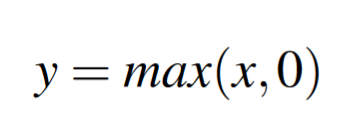 y = max(x,0)